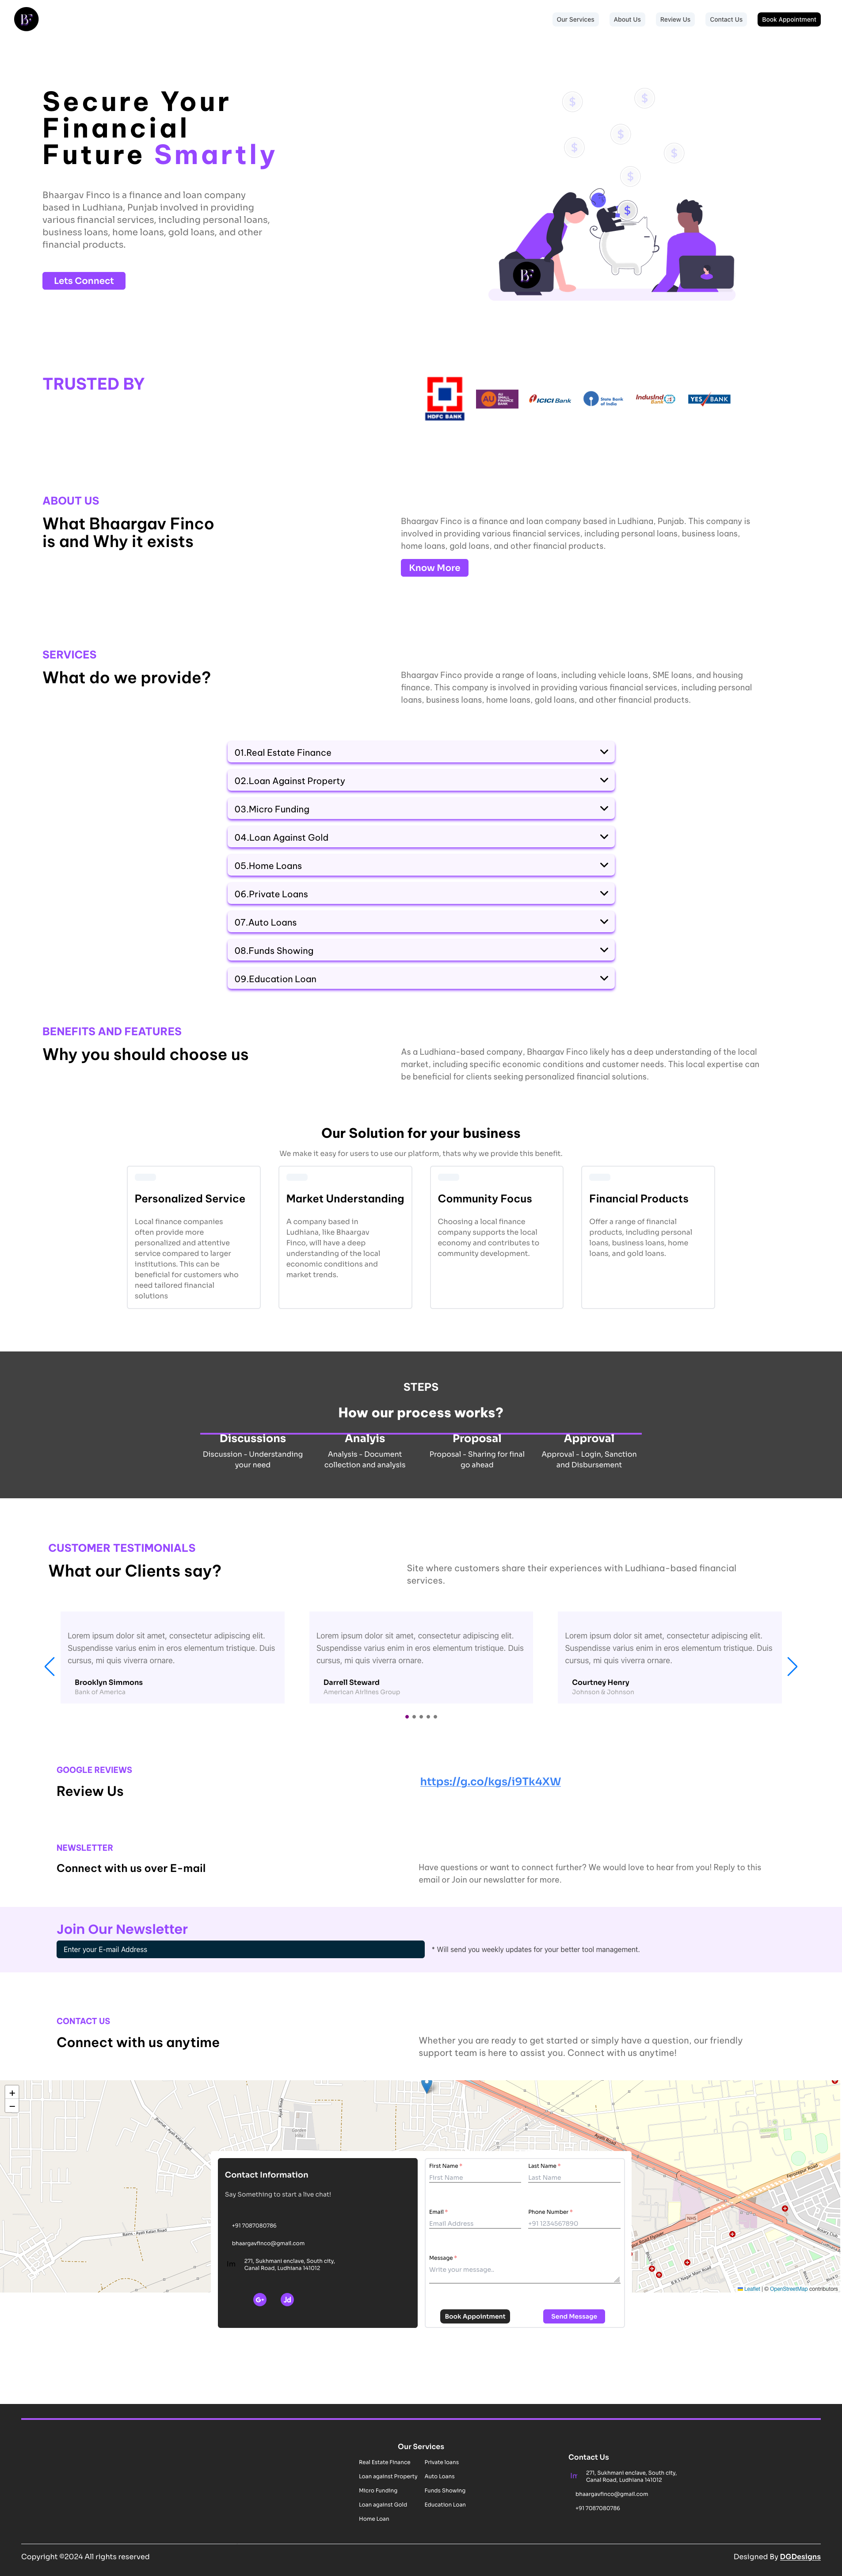 BF
Our Services
About Us
Review Us
Contact Us
Book Appointment
Secure Your
Financial
Future Smartly
Bhaargav Finco is a finance and loan company
based in Ludhiana, Punjab involved in providing
various financial services, including personal loans,
business loans, home loans, gold loans, and other
financial products.
Lets Connect
$
$
$
$
$
$
$
BF
TRUSTED BY
HDFC BANK
AU SMALL FINANCE BANK
ICICI Bank
State Bank
of India
IndusInd
Bank
YES BANK
ABOUT US
What Bhaargav Finco
is and Why it exists
Bhaargav Finco is a finance and loan company based in Ludhiana, Punjab. This company is
involved in providing various financial services, including personal loans, business loans,
home loans, gold loans, and other financial products.
Know More
SERVICES
What do we provide?
Bhaargav Finco provide a range of loans, including vehicle loans, SME loans, and housing
finance. This company is involved in providing various financial services, including personal
loans, business loans, home loans, gold loans, and other financial products.
01.Real Estate Finance
02.Loan Against Property
03.Micro Funding
04.Loan Against Gold
05.Home Loans
06.Private Loans
07.Auto Loans
08.Funds Showing
09.Education Loan
BENEFITS AND FEATURES
Why you should choose us
As a Ludhiana-based company, Bhaargav Finco likely has a deep understanding of the local
market, including specific economic conditions and customer needs. This local expertise can
be beneficial for clients seeking personalized financial solutions.
Our Solution for your business
We make it easy for users to use our platform, thats why we provide this benefit.
Personalized Service
Local finance companies
often provide more
personalized and attentive
service compared to larger
institutions. This can be
beneficial for customers who
need tailored financial
solutions
Market Understanding
A company based in
Ludhiana, like Bhaargav
Finco, will have a deep
understanding of the local
economic conditions and
market trends.
Community Focus
Choosing a local finance
company supports the local
economy and contributes to
community development.
Financial Products
Offer a range of financial
products, including personal
loans, business loans, home
loans, and gold loans.
STEPS
How our process works?
Discussions
Discussion - Understanding
your need
Analyis
Analysis - Document
collection and analysis
Proposal
Proposal - Sharing for final
go ahead
Approval
Approval - Login, Sanction
and Disbursement
CUSTOMER TESTIMONIALS
What our Clients say?
Site where customers share their experiences with Ludhiana-based financial
services.
Lorem ipsum dolor sit amet, consectetur adipiscing elit.
Suspendisse varius enim in eros elementum tristique. Duis
cursus, mi quis viverra ornare.
Brooklyn Simmons
Bank of America
Lorem ipsum dolor sit amet, consectetur adipiscing elit.
Suspendisse varius enim in eros elementum tristique. Duis
cursus, mi quis viverra ornare.
Darrell Steward
American Airlines Group
Lorem ipsum dolor sit amet, consectetur adipiscing elit.
Suspendisse varius enim in eros elementum tristique. Duis
cursus, mi quis viverra ornare.
Courtney Henry
Johnson & Johnson
GOOGLE REVIEWS
Review Us
https://g.co/kgs/i9Tk4XW
NEWSLETTER
Connect with us over E-mail
Have questions or want to connect further? We would love to hear from you! Reply to this
email or Join our newslatter for more.
Join Our Newsletter
Enter your E-mail Address
* Will send you weekly updates for your better tool management.
CONTACT US
Connect with us anytime
Whether you are ready to get started or simply have a question, our friendly
support team is here to assist you. Connect with us anytime!
+
−
Ayali Road
Ferozepur Road
NH5
Contact Information
Say Something to start a live chat!
+91 7087080786
bhaargavfinco@gmail.com
271, Sukhmani enclave, South city,
Canal Road, Ludhiana 141012
G+
Jd
First Name *
First Name
Last Name *
Last Name
Email *
Email Address
Phone Number *
+91 1234567890
Message *
Write your message..
Book Appointment
Send Message
Leaflet | © OpenStreetMap contributors
Our Services
Real Estate Finance
Private loans
Loan against Property
Auto Loans
Micro Funding
Funds Showing
Loan against Gold
Education Loan
Home Loan
Contact Us
271, Sukhmani enclave, South city,
Canal Road, Ludhiana 141012
bhaargavfinco@gmail.com
+91 7087080786
Copyright ©2024 All rights reserved
Designed By DGDesigns